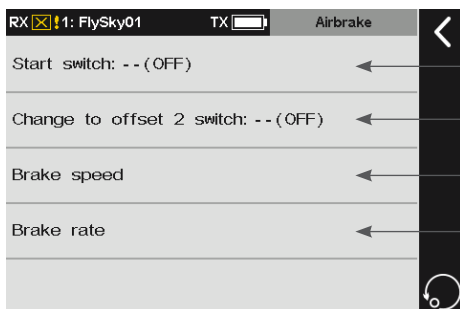 RX !1: FlySky01 TX Airbrake
Start switch: --(OFF)
Change to offset 2 switch: --(OFF)
Brake speed
Brake rate